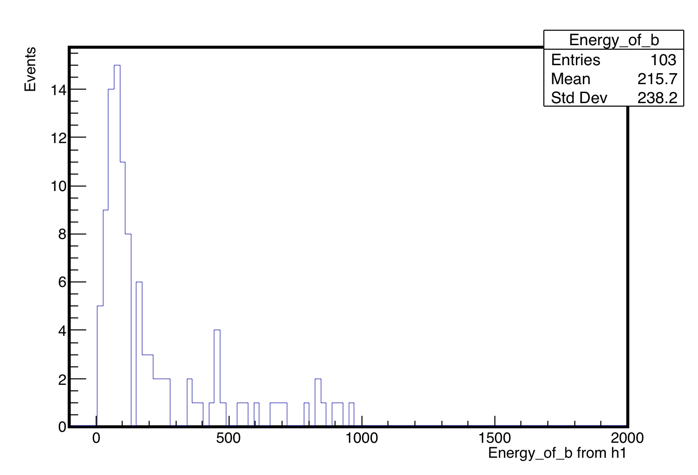 Energy_of_b
Entries 103
Mean 215.7
Std Dev 238.2
Events
14
12
10
8
6
4
2
0
0 500 1000 1500 2000
Energy_of_b from h1